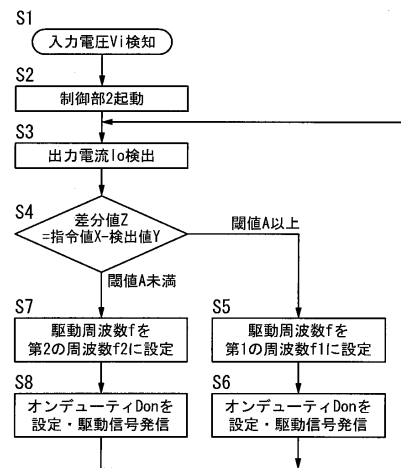 S1
入力電圧Vi検知
S2
制御部2起動
S3
出力電流Io検出
S4
差分値Z
=指令値X-検出値Y
閾値A以上
閾値A未満
S7
駆動周波数fを
第2の周波数f2に設定
S5
駆動周波数fを
第1の周波数f1に設定
S8
オンデューティDonを
設定・駆動信号発信
S6
オンデューティDonを
設定・駆動信号発信